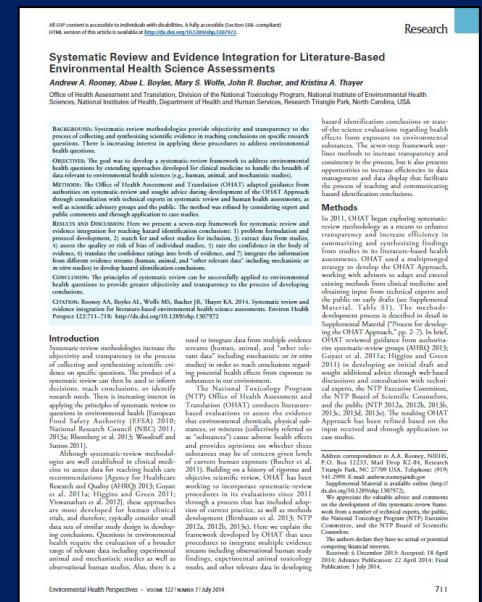 All EHP content is accessible to individuals with disabilities. A fully accessible (Section 508–compliant)
HTML version of this article is available at http://dx.doi.org/10.1289/ehp.1307972.
Research
Systematic Review and Evidence Integration for Literature-Based
Environmental Health Science Assessments
Andrew A. Rooney, Abee L. Boyles, Mary S. Wolfe, John R. Bucher, and Kristina A. Thayer
Office of Health Assessment and Translation, Division of the National Toxicology Program, National Institute of Environmental Health
Sciences, National Institutes of Health, Department of Health and Human Services, Research Triangle Park, North Carolina, USA
BACKGROUND: Systematic-review methodologies provide objectivity and transparency to the
process of collecting and synthesizing scientific evidence in reaching conclusions on specific research
questions. There is increasing interest in applying these procedures to address environmental
health questions.
OBJECTIVES: The goal was to develop a systematic-review framework to address environmental
health questions by extending approaches developed for clinical medicine to handle the breadth of
data relevant to environmental health sciences (e.g., human, animal, and mechanistic studies).
METHODS: The Office of Health Assessment and Translation (OHAT) adapted guidance from
authorities on systematic-review and sought advice during development of the OHAT Approach
through consultation with technical experts in systematic review and human health assessments, as
well as scientific advisory groups and the public. The method was refined by considering expert and
public comments and through application to case studies.
RESULTS AND DISCUSSION: Here we present a seven-step framework for systematic review and
evidence integration for reaching hazard identification conclusions: 1) problem formulation and
protocol development, 2) search for and select studies for inclusion, 3) extract data from studies,
4) assess the quality or risk of bias of individual studies, 5) rate the confidence in the body of
evidence, 6) translate the confidence ratings into levels of evidence, and 7) integrate the information
from different evidence streams (human, animal, and "other relevant data" including mechanistic or
in vitro studies) to develop hazard identification conclusions.
CONCLUSION: The principles of systematic review can be successfully applied to environmental
health questions to provide greater objectivity and transparency to the process of developing
conclusions.
CITATION: Rooney AA, Boyles AL, Wolfe MS, Bucher JR, Thayer KA. 2014. Systematic review and
evidence integration for literature-based environmental health science assessments. Environ Health
Perspect 122:711–718; http://dx.doi.org/10.1289/ehp.1307972
Introduction
Systematic-review methodologies increase the
objectivity and transparency in the process
of collecting and synthesizing scientific evi-
dence on specific questions. The product of a
systematic review can then be used to inform
decisions, reach conclusions, or identify
research needs. There is increasing interest in
applying the principles of systematic review to
questions in environmental health [European
Food Safety Authority (EFSA) 2010;
National Research Council (NRC) 2011,
2013a; Rhomberg et al. 2013; Woodruff and
Sutton 2011].
Although systematic-review methodol-
ogies are well established in clinical medi-
cine to assess data for reaching health care
recommendations [Agency for Healthcare
Research and Quality (AHRQ) 2013; Guyatt
et al. 2011a; Higgins and Green 2011;
Viswanathan et al. 2012], these approaches
are most developed for human clinical
trials, and therefore, typically consider small
data sets of similar study design in develop-
ing conclusions. Questions in environmental
health require the evaluation of a broader
range of relevant data including experimental
animal and mechanistic studies as well as
observational human studies. Also, there is a
need to integrate data from multiple evidence
streams (human, animal, and "other rele-
vant data" including mechanistic or in vitro
studies) in order to reach conclusions regard-
ing potential health effects from exposure to
substances in our environment.
The National Toxicology Program
(NTP) Office of Health Assessment and
Translation (OHAT) conducts literature-
based evaluations to assess the evidence
that environmental chemicals, physical sub-
stances, or mixtures (collectively referred to
as "substances") cause adverse health effects
and provides opinions on whether these
substances may be of concern given levels
of current human exposure (Bucher et al.
2011). Building on a history of rigorous and
objective scientific review, OHAT has been
working to incorporate systematic-review
procedures in its evaluations since 2011
through a process that has included adop-
tion of current practice, as well as methods
development (Birnbaum et al. 2013; NTP
2012a, 2012b, 2013e). Here we explain the
framework developed by OHAT that uses
procedures to integrate multiple evidence
streams including observational human study
findings, experimental animal toxicology
results, and other relevant data in developing
hazard identification conclusions or state-
of-the-science evaluations regarding health
effects from exposure to environmental
substances. The seven-step framework out-
lines methods to increase transparency and
consistency in the process, but it also presents
opportunities to increase efficiencies in data
management and data display that facilitate
the process of reaching and communicating
hazard identification conclusions.
Methods
In 2011, OHAT began exploring systematic-
review methodology as a means to enhance
transparency and increase efficiency in
summarizing and synthesizing findings
from studies in its literature-based health
assessments. OHAT used a multipronged
strategy to develop the OHAT Approach,
working with advisors to adapt and extend
existing methods from clinical medicine and
obtaining input from technical experts and
the public on early drafts (see Supplemental
Material, Table S1). The methods-
development process is described in detail in
Supplemental Material ("Process for develop-
ing the OHAT Approach," pp. 2–7). In brief,
OHAT reviewed guidance from authorita-
tive systematic-review groups (AHRQ 2013;
Guyatt et al. 2011a; Higgins and Green
2011) in developing an initial draft and
sought additional advice through web-based
discussions and consultation with techni-
cal experts, the NTP Executive Committee,
the NTP Board of Scientific Counselors,
and the public (NTP 2012a, 2012b, 2013b,
2013c, 2013d, 2013e). The resulting OHAT
Approach has been refined based on the
input received and through application to
case studies.
Address correspondence to A.A. Rooney, NIEHS,
P.O. Box 12233, Mail Drop K2-04, Research
Triangle Park, NC 27709 USA. Telephone: (919)
541-2999. E-mail: andrew.rooney@nih.gov
Supplemental Material is available online (http://
dx.doi.org/10.1289/ehp.1307972).
We appreciate the valuable advice and comments
on the development of this systematic-review frame-
work from a number of technical experts, the public,
the National Toxicology Program (NTP) Executive
Committee, and the NTP Board of Scientific
Counselors.
The authors declare they have no actual or potential
competing financial interests.
Received: 6 December 2013; Accepted: 18 April
2014; Advance Publication: 22 April 2014; Final
Publication: 1 July 2014.
Environmental Health Perspectives • VOLUME 122 | NUMBER 7 | July 2014
711